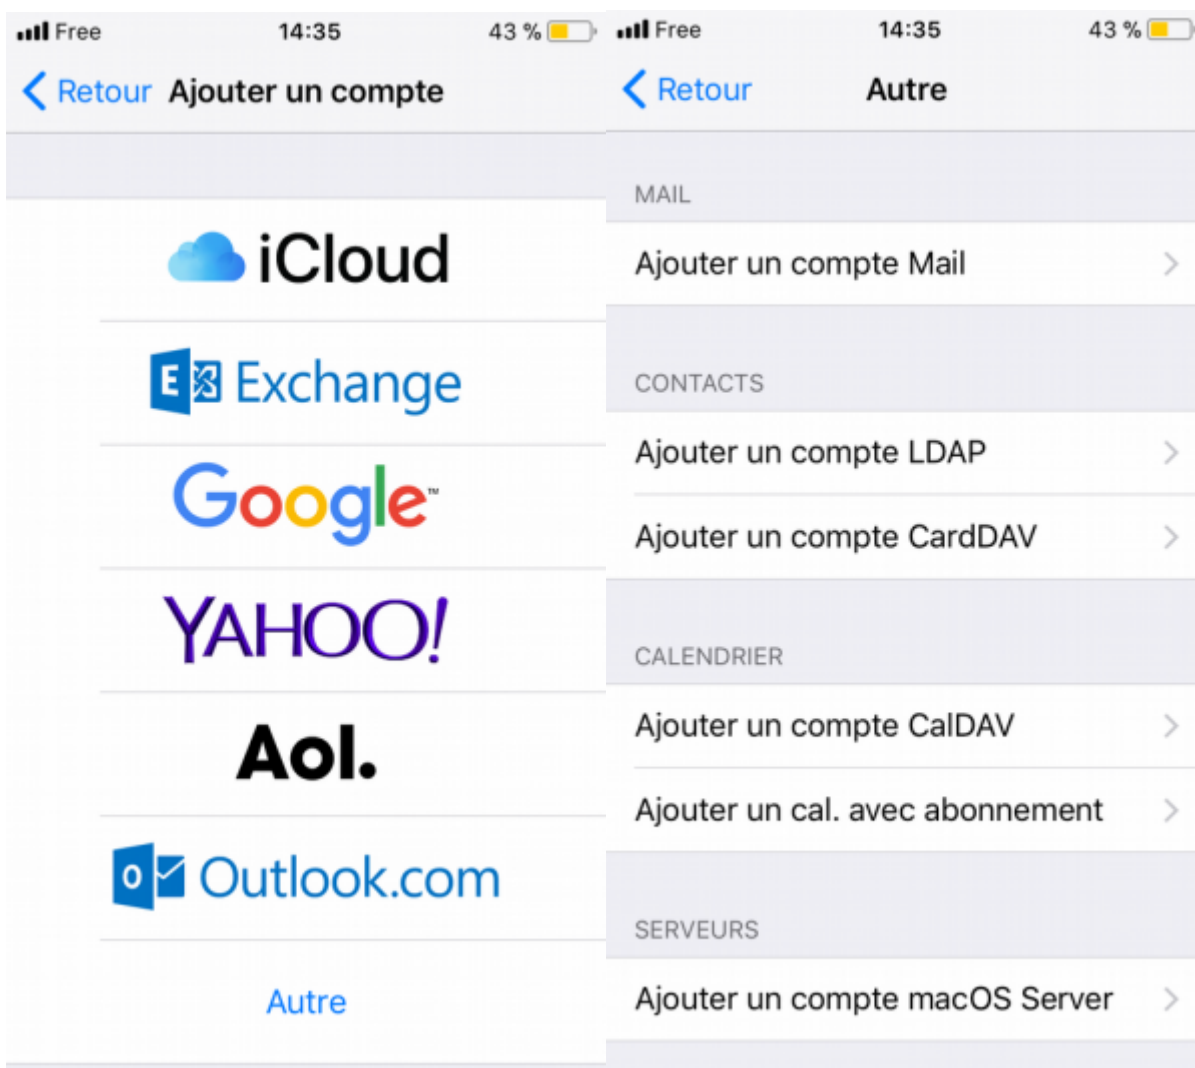 Free 14:35 43 %
Retour Ajouter un compte
iCloud
Exchange
Google™
YAHOO!
Aol.
Outlook.com
Autre
Free 14:35 43 %
Retour Autre
MAIL
Ajouter un compte Mail
CONTACTS
Ajouter un compte LDAP
Ajouter un compte CardDAV
CALENDRIER
Ajouter un compte CalDAV
Ajouter un cal. avec abonnement
SERVEURS
Ajouter un compte macOS Server